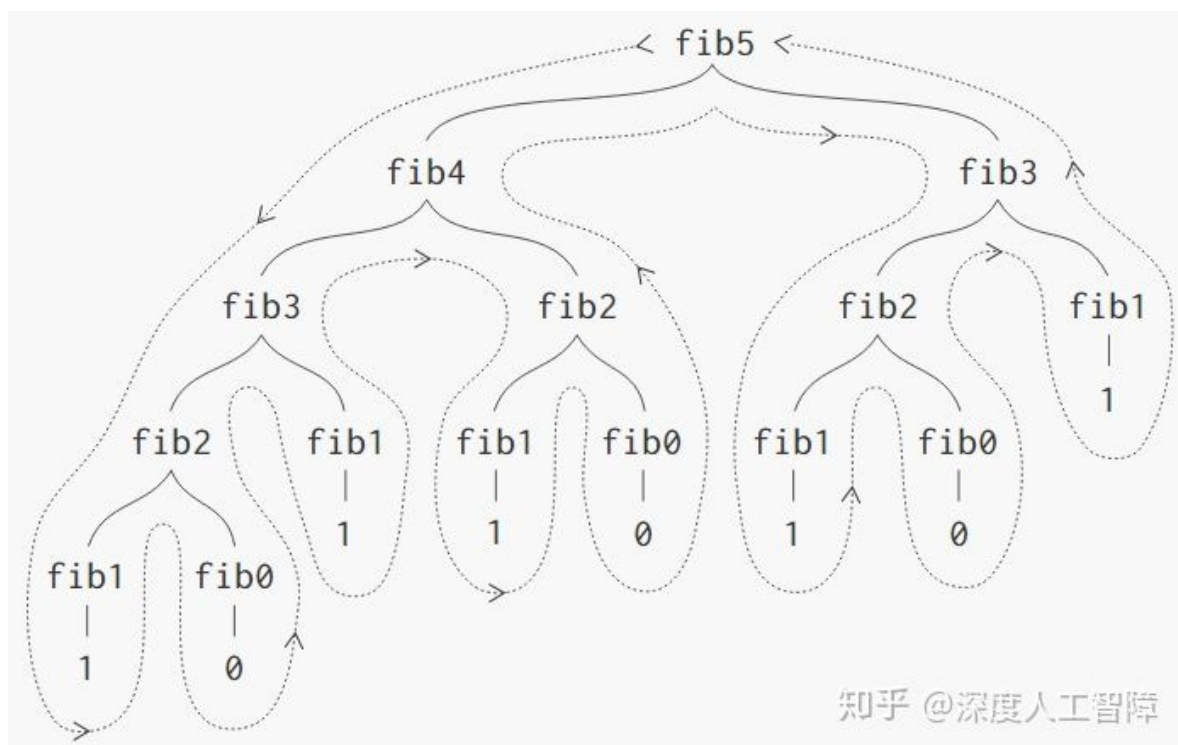 fib5
fib4 fib3
fib3 fib2 fib2 fib1
1
fib2 fib1 fib1 fib0 fib1 fib0
1 1 0 1 0
fib1 fib0
1 0
知乎 @深度人工智障